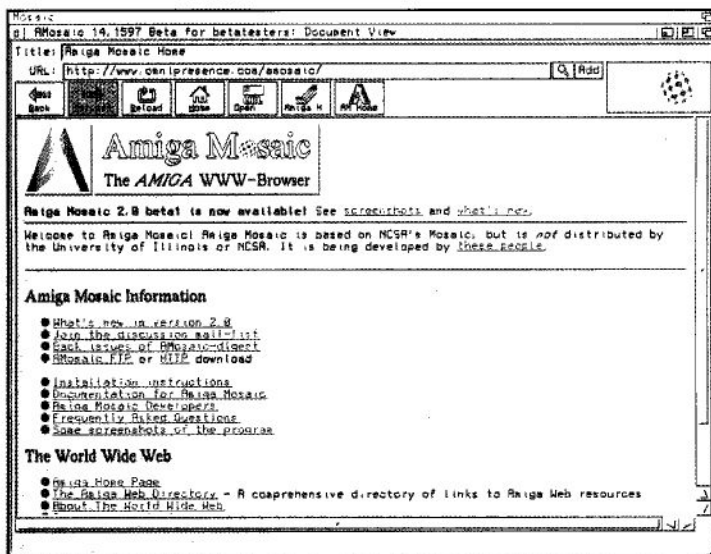 Mosaic
AMosaic 14.1597 Beta for betatesters: Document View
Title: Amiga Mosaic Home
URL: http://www.omnipresence.com/amosaic/
Add
Back
Reload
Home
Open
Amiga H
AM Home
Amiga Mosaic
The AMIGA WWW-Browser
Amiga Mosaic 2.0 beta1 is now available! See screenshots and what's new.
Welcome to Amiga Mosaic! Amiga Mosaic is based on NCSA's Mosaic, but is not distributed by
the University of Illinois or NCSA. It is being developed by these people.
Amiga Mosaic Information
What's new in version 2.0
Join the discussion mail-list
Back issues of AMosaic-digest
AMosaic FTP or HTTP download
Installation instructions
Documentation for Amiga Mosaic
Amiga Mosaic Developers
Frequently Asked Questions
Some screenshots of the program
The World Wide Web
Amiga Home Page
The Amiga Web Directory - A comprehensive directory of links to Amiga Web resources
About The World Wide Web